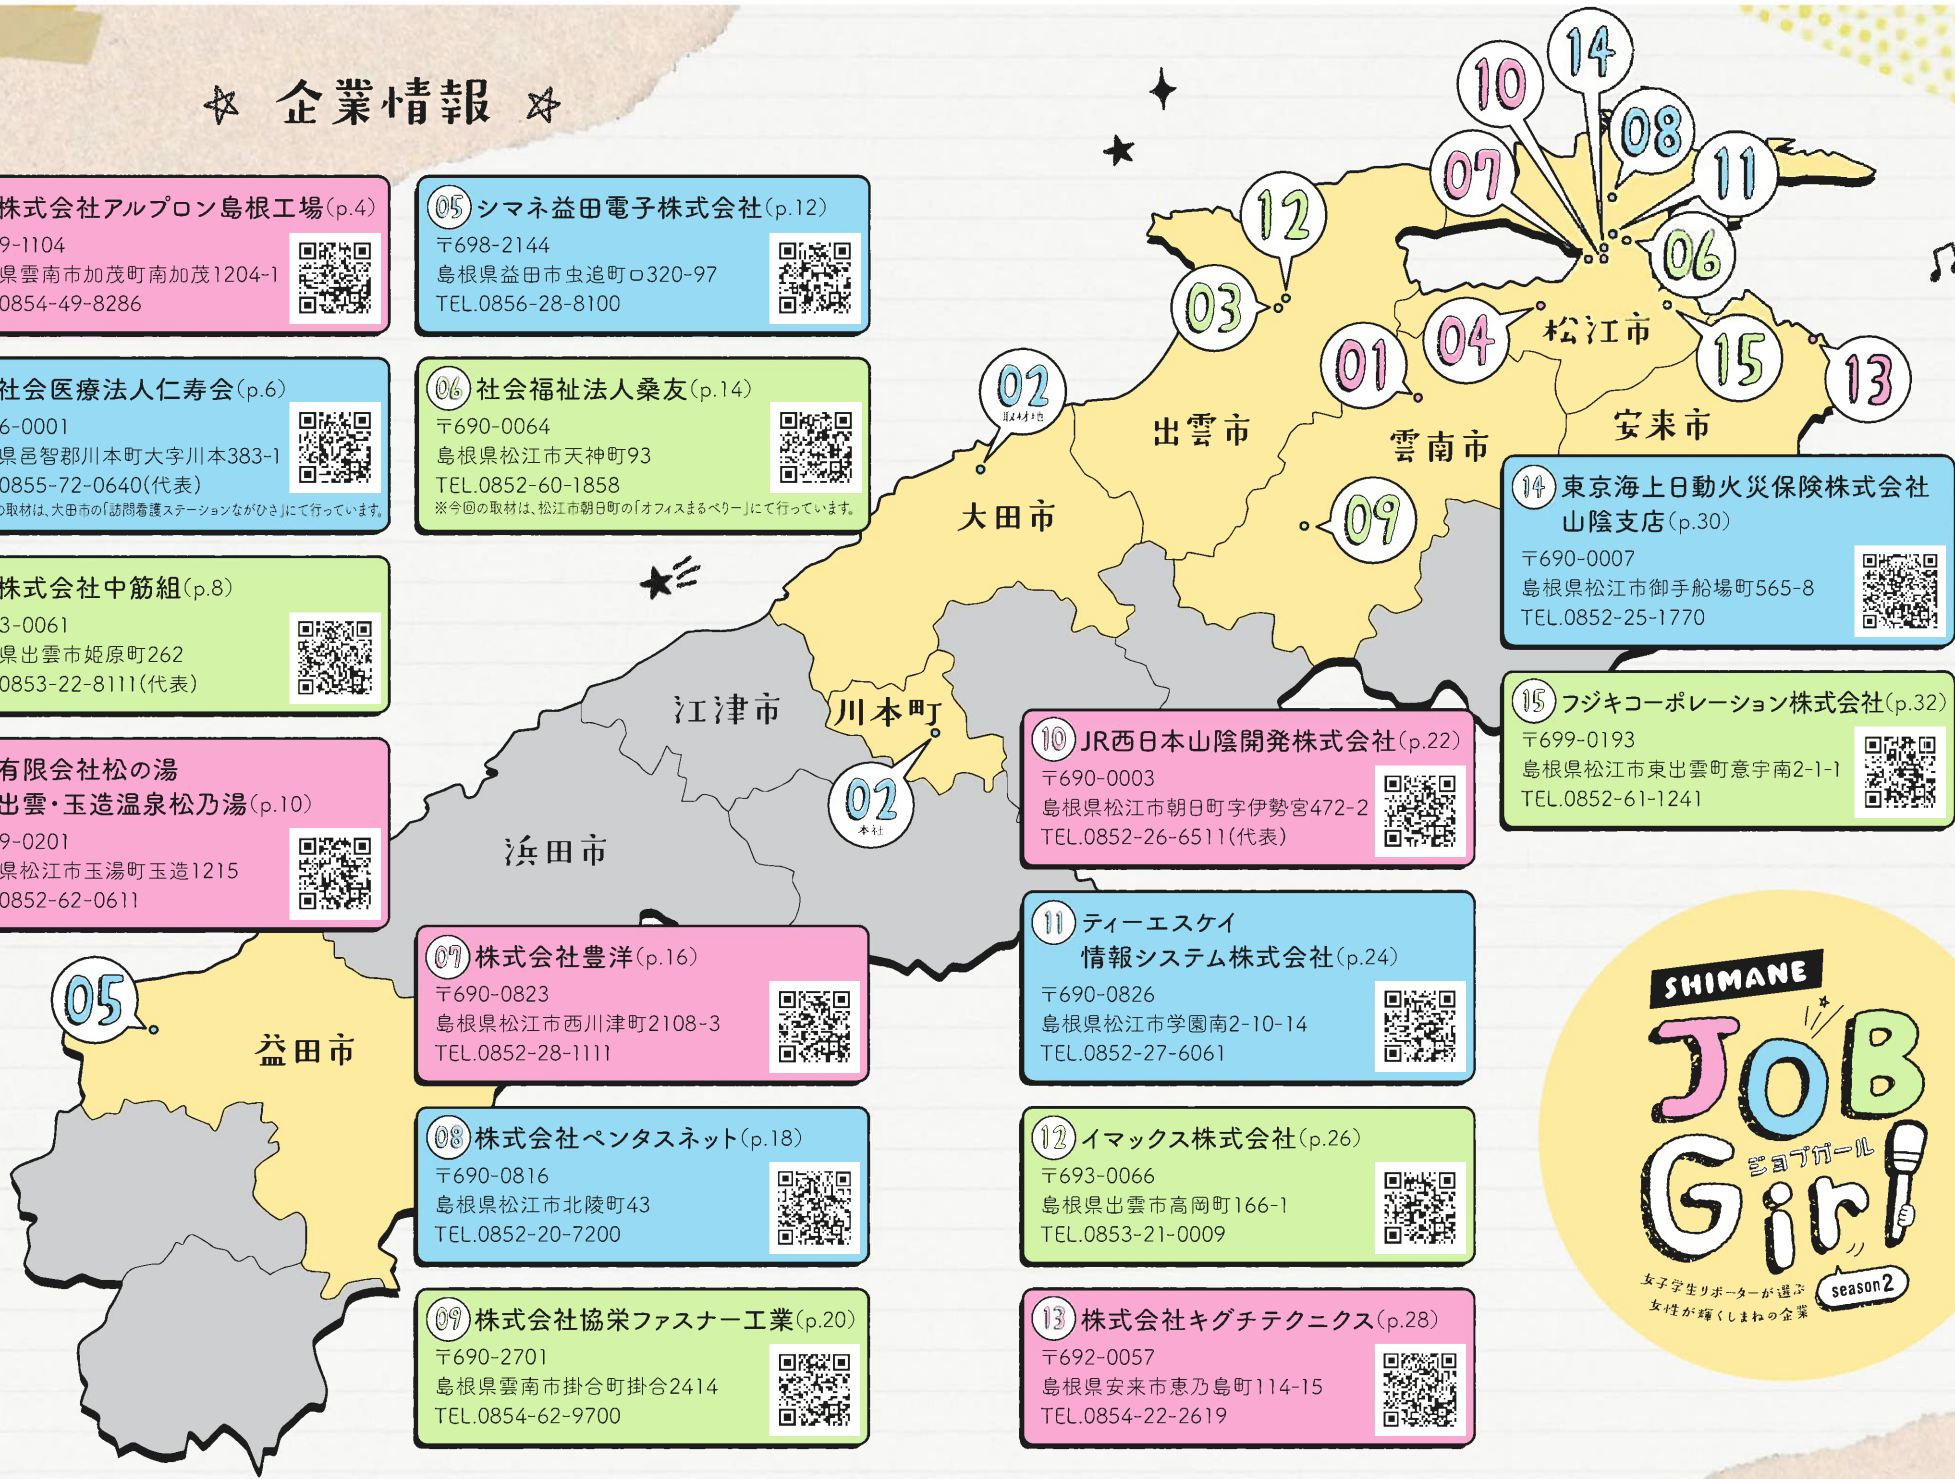 企業情報
株式会社アルプロン島根工場(p.4)
9-1104
県雲南市加茂町南加茂1204-1
0854-49-8286
社会医療法人仁寿会(p.6)
6-0001
県邑智郡川本町大字川本383-1
0855-72-0640(代表)
の取材は、大田市の「訪問看護ステーションながひさ」にて行っています。
株式会社中筋組(p.8)
3-0061
県出雲市姫原町262
0853-22-8111(代表)
有限会社松の湯
出雲・玉造温泉松乃湯(p.10)
9-0201
県松江市玉湯町玉造1215
0852-62-0611
05 シマネ益田電子株式会社(p.12)
〒698-2144
島根県益田市虫追町ロ320-97
TEL.0856-28-8100
06 社会福祉法人桑友(p.14)
〒690-0064
島根県松江市天神町93
TEL.0852-60-1858
※今回の取材は、松江市朝日町の「オフィスまるベリー」にて行っています。
07 株式会社豊洋(p.16)
〒690-0823
島根県松江市西川津町2108-3
TEL.0852-28-1111
08 株式会社ペンタスネット(p.18)
〒690-0816
島根県松江市北陵町43
TEL.0852-20-7200
09 株式会社協栄ファスナー工業(p.20)
〒690-2701
島根県雲南市掛合町掛合2414
TEL.0854-62-9700
10 JR西日本山陰開発株式会社(p.22)
〒690-0003
島根県松江市朝日町字伊勢宮472-2
TEL.0852-26-6511(代表)
11 ティーエスケイ
情報システム株式会社(p.24)
〒690-0826
島根県松江市学園南2-10-14
TEL.0852-27-6061
12 イマックス株式会社(p.26)
〒693-0066
島根県出雲市高岡町166-1
TEL.0853-21-0009
13 株式会社キグチテクニクス(p.28)
〒692-0057
島根県安来市恵乃島町114-15
TEL.0854-22-2619
14 東京海上日動火災保険株式会社
山陰支店(p.30)
〒690-0007
島根県松江市御手船場町565-8
TEL.0852-25-1770
15 フジキコーポレーション株式会社(p.32)
〒699-0193
島根県松江市東出雲町意宇南2-1-1
TEL.0852-61-1241
14
10
08
07
11
12
06
03
04
01
15
13
02
取材地
09
松江市
出雲市
雲南市
安来市
大田市
江津市
川本町
02
本社
浜田市
05
益田市
SHIMANE
JOB
ジョブガール
Girl
女子学生リポーターが選ぶ
女性が輝くしまねの企業
season2